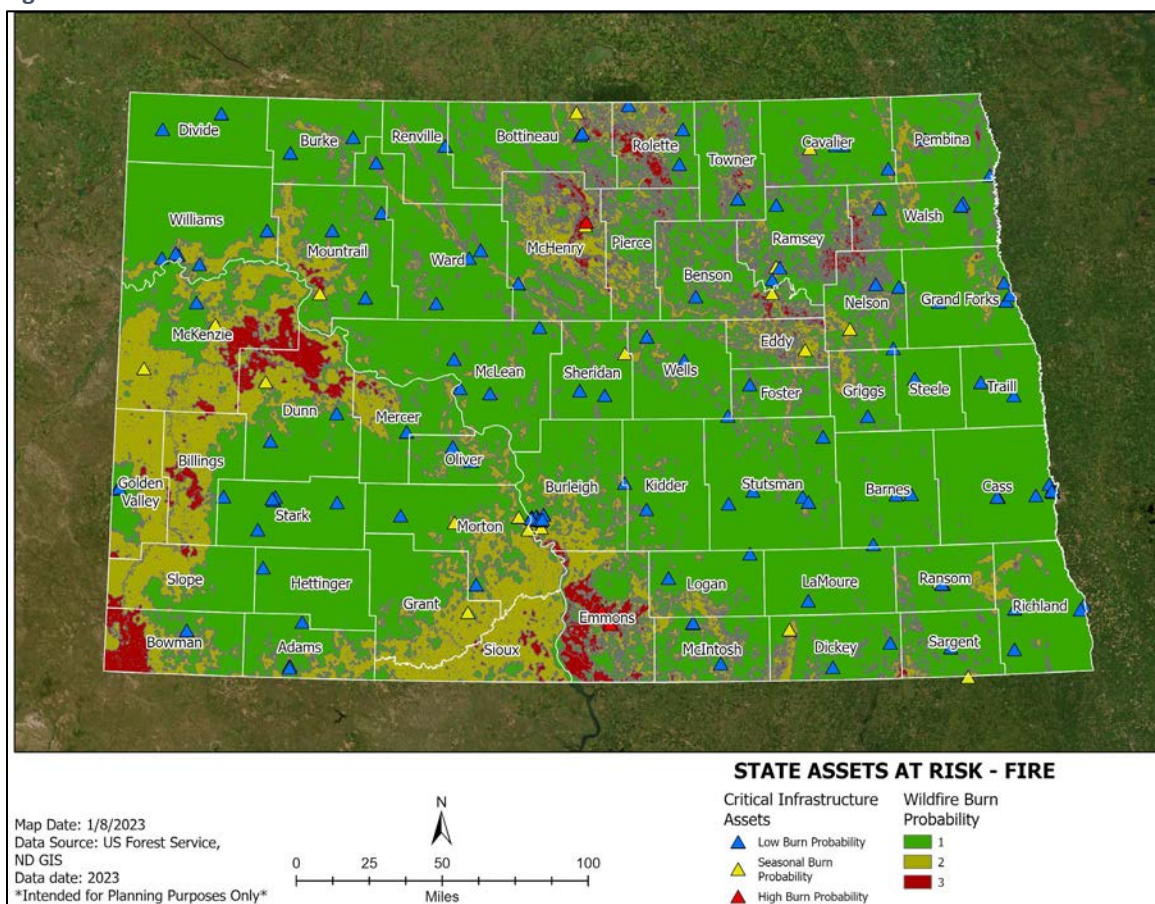 Divide
Burke
Renville
Bottineau
Rolette
Towner
Cavalier
Pembina
Williams
Mountrail
Ward
McHenry
Pierce
Ramsey
Walsh
Benson
Nelson
Grand Forks
McKenzie
Eddy
McLean
Sheridan
Wells
Foster
Griggs
Steele
Traill
Dunn
Mercer
Oliver
Billings
Golden
Valley
Stark
Morton
Burleigh
Kidder
Stutsman
Barnes
Cass
Slope
Hettinger
Grant
Emmons
Logan
LaMoure
Ransom
Richland
Bowman
Adams
Sioux
McIntosh
Dickey
Sargent
STATE ASSETS AT RISK - FIRE
Critical Infrastructure
Assets
Low Burn Probability
Seasonal Burn
Probability
High Burn Probability
Wildfire Burn
Probability
1
2
3
N
0 25 50 100
Miles
Map Date: 1/8/2023
Data Source: US Forest Service,
ND GIS
Data date: 2023
*Intended for Planning Purposes Only*